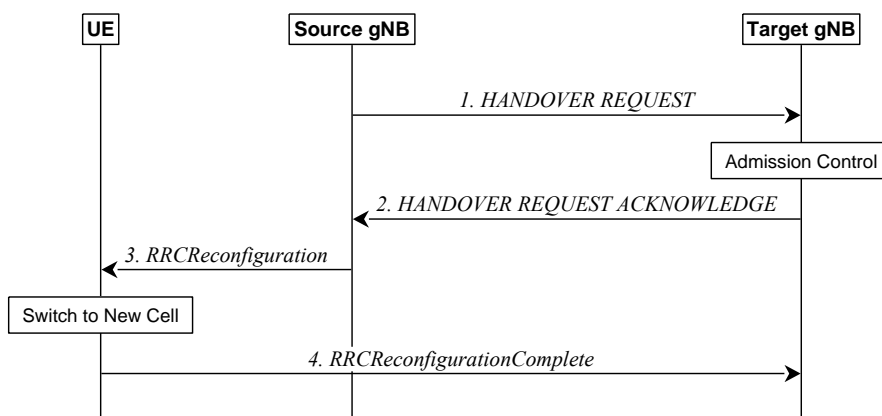 UE
Source gNB
Target gNB
1. HANDOVER REQUEST
Admission Control
2. HANDOVER REQUEST ACKNOWLEDGE
3. RRCReconfiguration
Switch to New Cell
4. RRCReconfigurationComplete